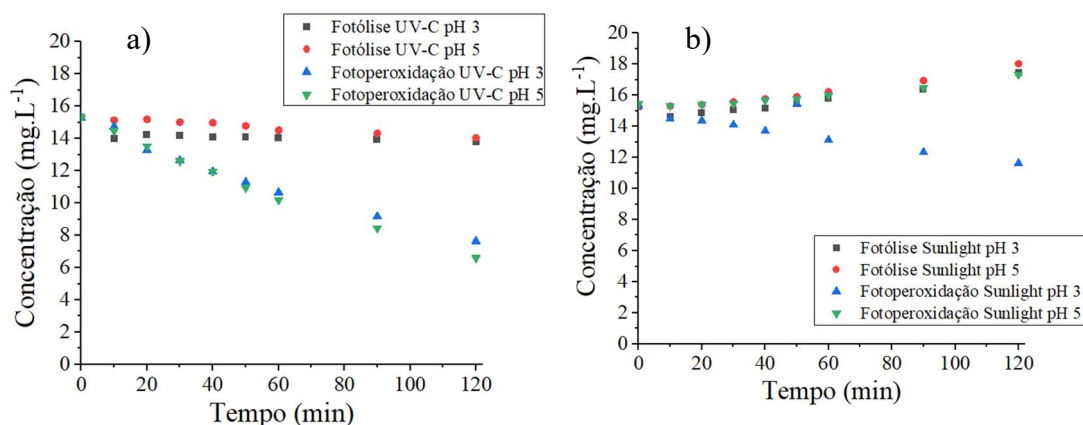 a)
Fotólise UV-C pH 3
Fotólise UV-C pH 5
Fotoperoxidação UV-C pH 3
Fotoperoxidação UV-C pH 5
20
18
16
14
12
10
8
6
4
2
0
Concentração (mg.L⁻¹)
0 20 40 60 80 100 120
Tempo (min)
b)
20
18
16
14
12
10
8
6
4
2
0
Concentração (mg.L⁻¹)
Fotólise Sunlight pH 3
Fotólise Sunlight pH 5
Fotoperoxidação Sunlight pH 3
Fotoperoxidação Sunlight pH 5
0 20 40 60 80 100 120
Tempo (min)